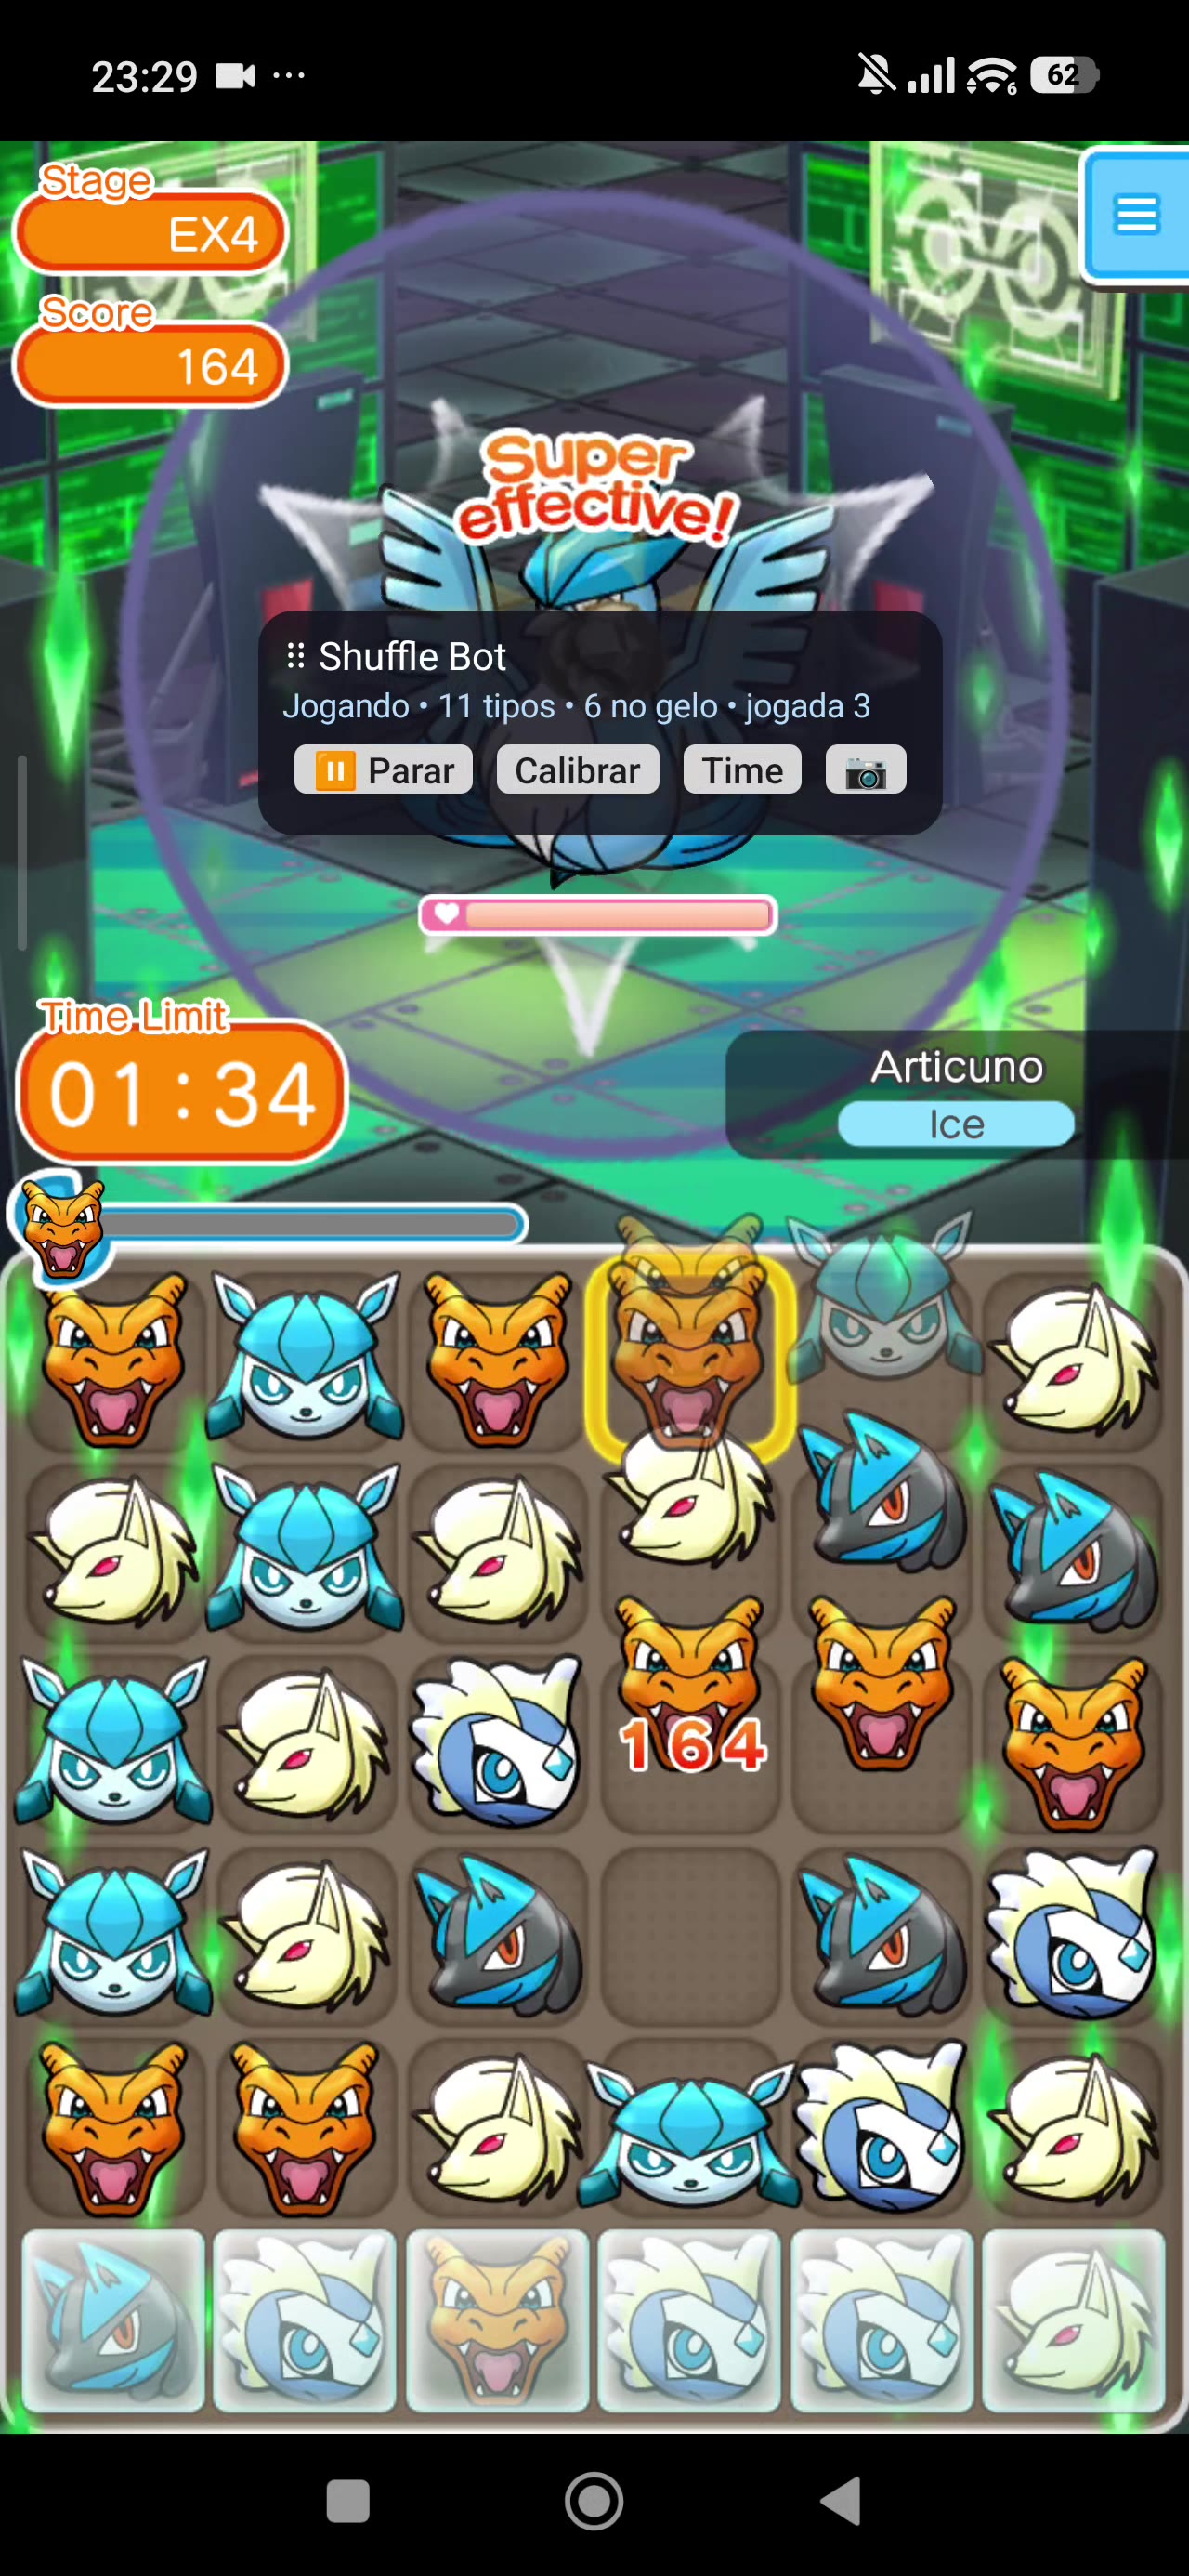 23:29
62
6
Stage
EX4
Score
164
Super
effective!
Shuffle Bot
Jogando • 11 tipos • 6 no gelo • jogada 3
Parar
Calibrar
Time
Time Limit
01:34
Articuno
Ice
164